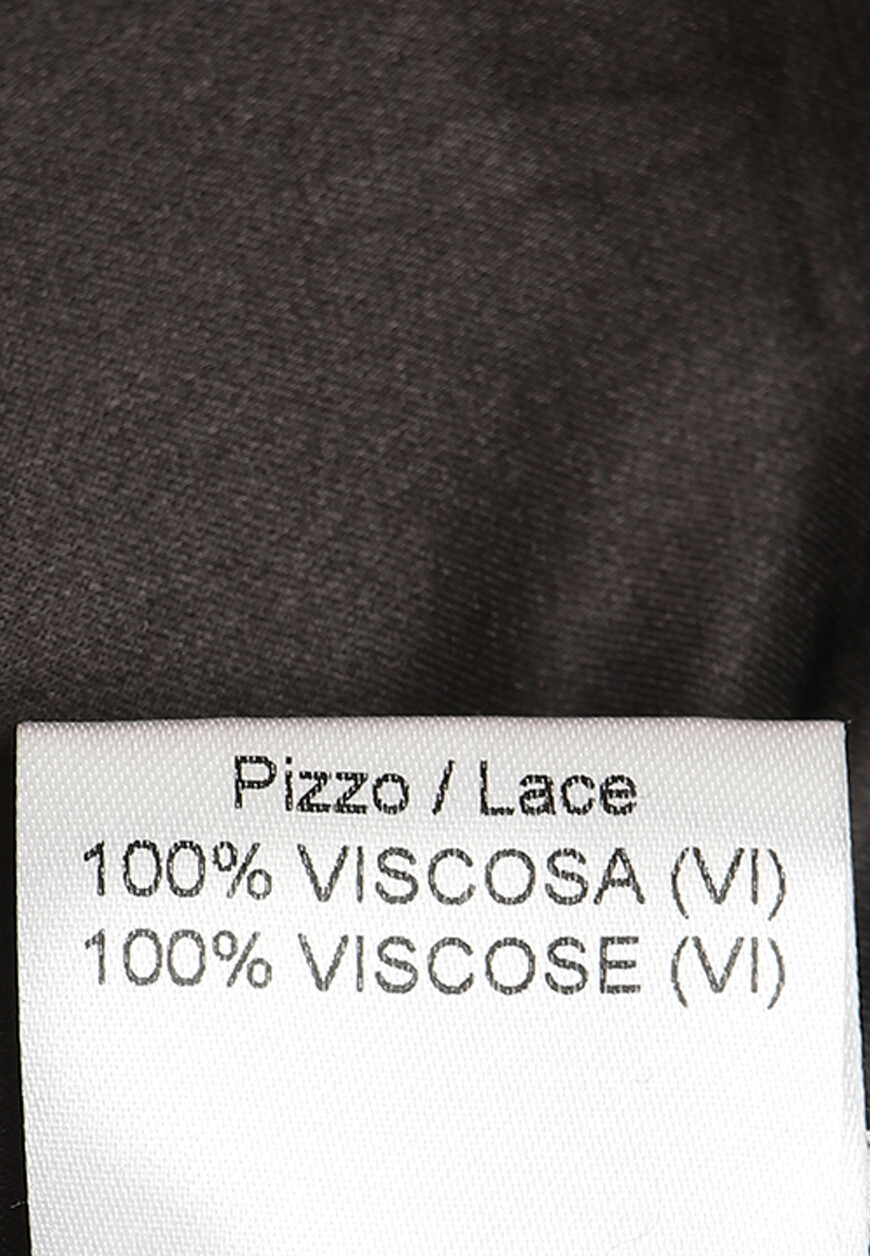 Pizzo / Lace
100% VISCOSA (VI)
100% VISCOSE (VI)